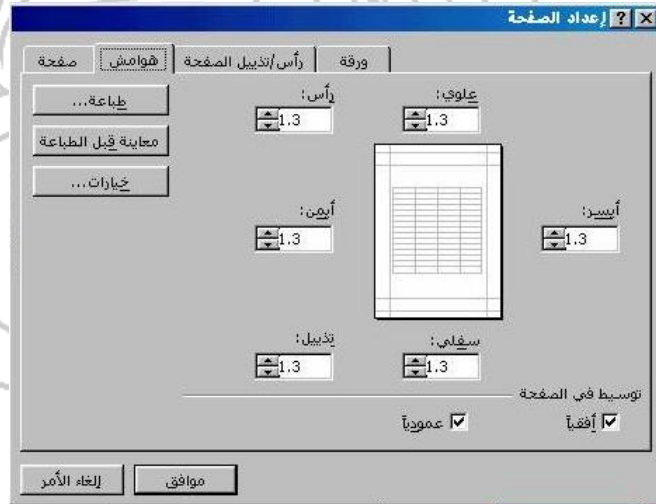 إعداد الصفحة
صفحة هوامش رأس/تذييل الصفحة ورقة
طباعة...
معاينة قبل الطباعة
خيارات...
علوي:
1.3
رأس:
1.3
أيسر:
1.3
أيمن:
1.3
سفلي:
1.3
تذييل:
1.3
توسيط في الصفحة
أفقياً
عمودياً
موافق
إلغاء الأمر